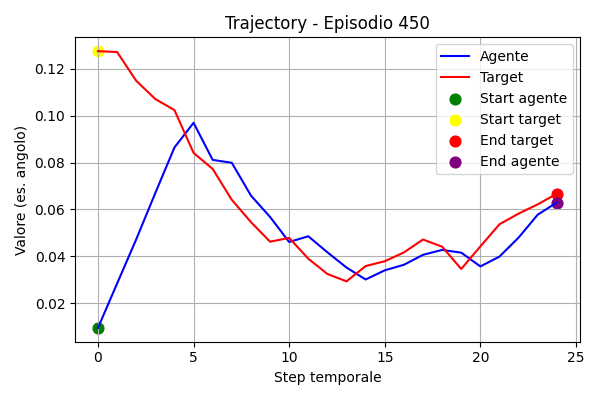 Trajectory - Episodio 450
Valore (es. angolo)
0.12
0.10
0.08
0.06
0.04
0.02
0
5
10
15
20
25
Step temporale
Agente
Target
Start agente
Start target
End target
End agente